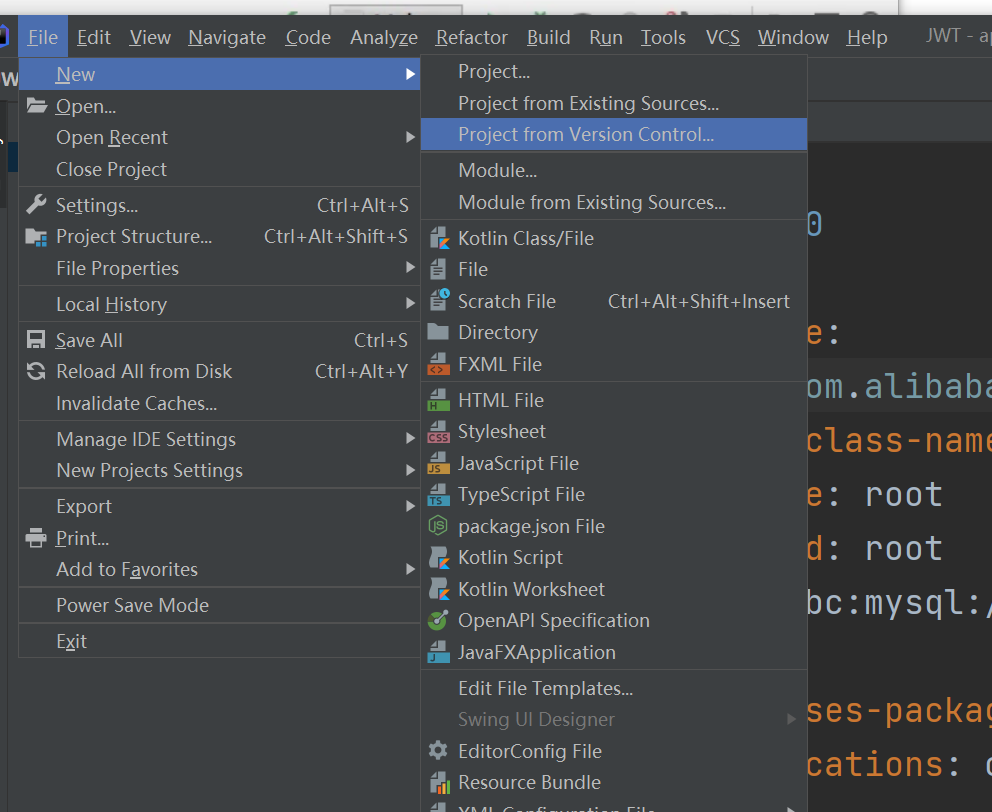 File Edit View Navigate Code Analyze Refactor Build Run Tools VCS Window Help JWT - ap
New
Open...
Open Recent
Close Project
Settings... Ctrl+Alt+S
Project Structure... Ctrl+Alt+Shift+S
File Properties
Local History
Save All Ctrl+S
Reload All from Disk Ctrl+Alt+Y
Invalidate Caches...
Manage IDE Settings
New Projects Settings
Export
Print...
Add to Favorites
Power Save Mode
Exit
Project...
Project from Existing Sources...
Project from Version Control...
Module...
Module from Existing Sources...
Kotlin Class/File
File
Scratch File Ctrl+Alt+Shift+Insert
Directory
FXML File
HTML File
Stylesheet
JavaScript File
TypeScript File
package.json File
Kotlin Script
Kotlin Worksheet
OpenAPI Specification
JavaFXApplication
Edit File Templates...
Swing UI Designer
EditorConfig File
Resource Bundle
XML Configuration File
0
e:
om.alibaba
class-name
e: root
d: root
bc:mysql:/
ses-packag
cations: